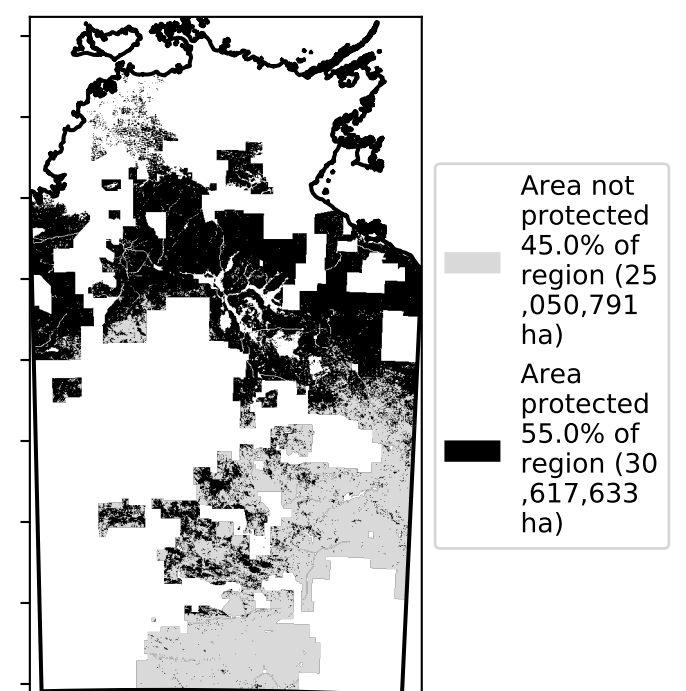 Area not
protected
45.0% of
region (25
,050,791
ha)
Area
protected
55.0% of
region (30
,617,633
ha)